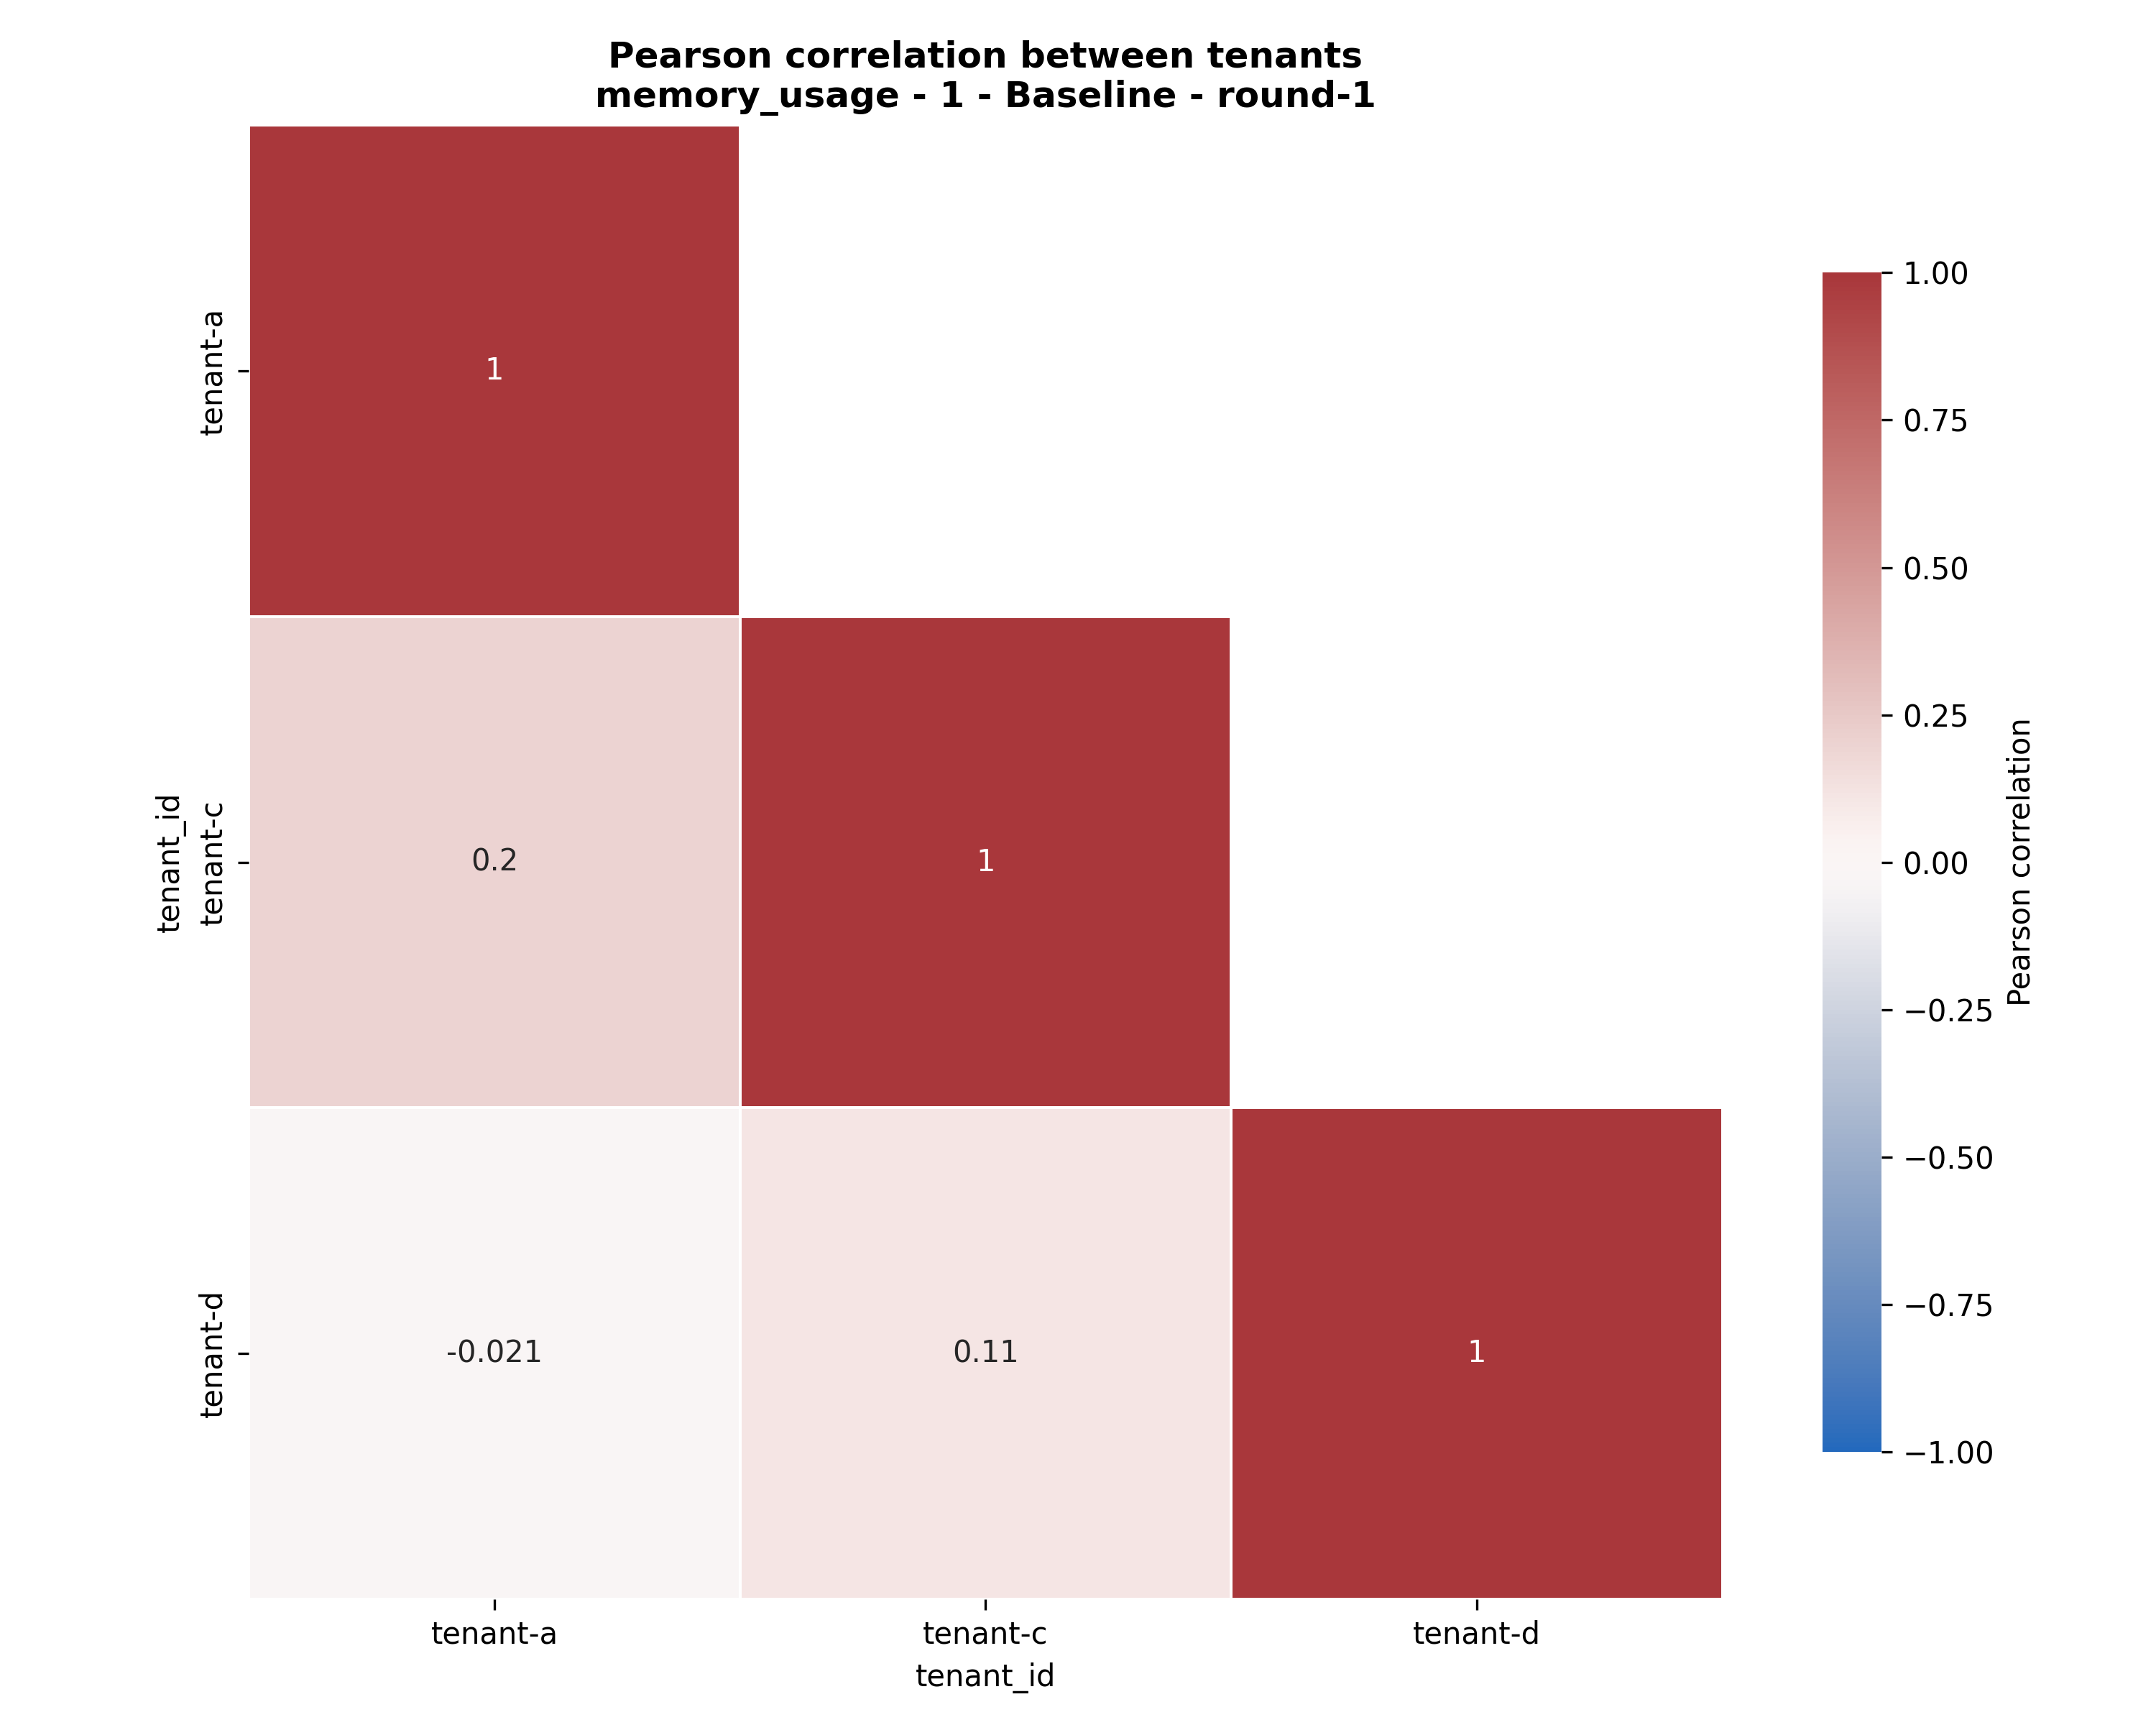 Pearson correlation between tenants
memory_usage - 1 - Baseline - round-1
tenant_id
tenant-a
tenant-c
tenant-d
1
0.2
1
-0.021
0.11
1
tenant-a
tenant-c
tenant-d
tenant_id
1.00
0.75
0.50
0.25
0.00
−0.25
−0.50
−0.75
−1.00
Pearson correlation